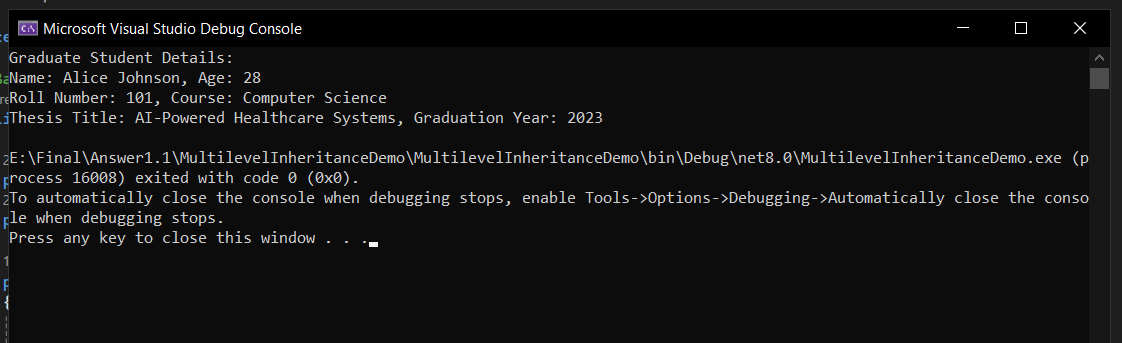 Microsoft Visual Studio Debug Console
Graduate Student Details:
Name: Alice Johnson, Age: 28
Roll Number: 101, Course: Computer Science
Thesis Title: AI-Powered Healthcare Systems, Graduation Year: 2023
E:\Final\Answer1.1\MultilevelInheritanceDemo\MultilevelInheritanceDemo\bin\Debug\net8.0\MultilevelInheritanceDemo.exe (p
rocess 16008) exited with code 0 (0x0).
To automatically close the console when debugging stops, enable Tools->Options->Debugging->Automatically close the conso
le when debugging stops.
Press any key to close this window . . .